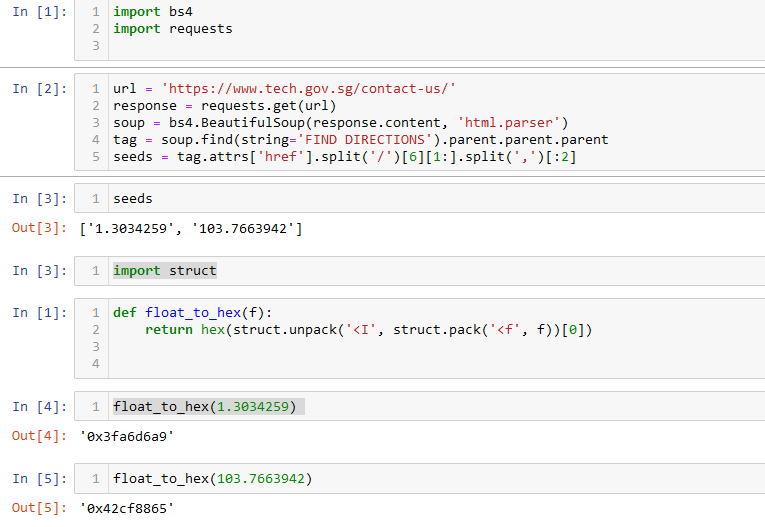 In [1]: 1 import bs4
2 import requests
3
In [2]: 1 url = 'https://www.tech.gov.sg/contact-us/'
2 response = requests.get(url)
3 soup = bs4.BeautifulSoup(response.content, 'html.parser')
4 tag = soup.find(string='FIND DIRECTIONS').parent.parent.parent
5 seeds = tag.attrs['href'].split('/')[6][1:].split(',')[:2]
In [3]: 1 seeds
Out[3]: ['1.3034259', '103.7663942']
In [3]: 1 import struct
In [1]: 1 def float_to_hex(f):
2 return hex(struct.unpack('<I', struct.pack('<f', f))[0])
3
4
In [4]: 1 float_to_hex(1.3034259)
Out[4]: '0x3fa6d6a9'
In [5]: 1 float_to_hex(103.7663942)
Out[5]: '0x42cf8865'